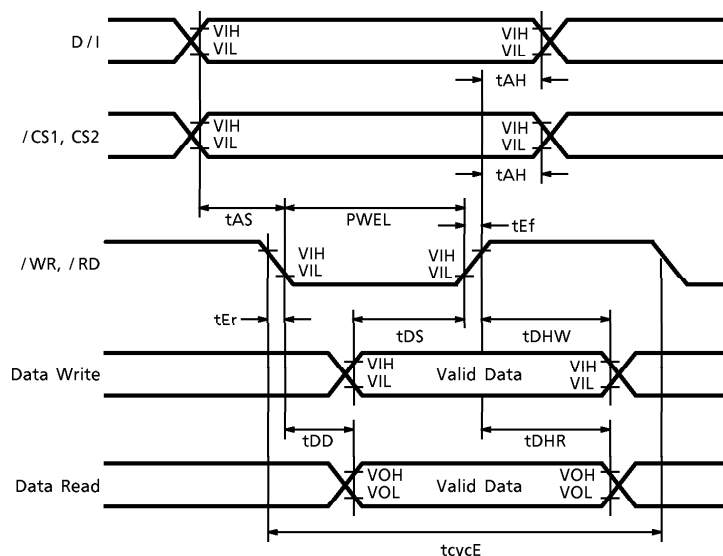 D/I
VIH
VIL
VIH
VIL
tAH
/CS1, CS2
VIH
VIL
VIH
VIL
tAH
tAS
PWEL
tEf
/WR, /RD
VIH
VIL
VIH
VIL
tEr
tDS
tDHW
Data Write
VIH
VIL
Valid Data
VIH
VIL
tDD
tDHR
Data Read
VOH
VOL
Valid Data
VOH
VOL
tcvcE